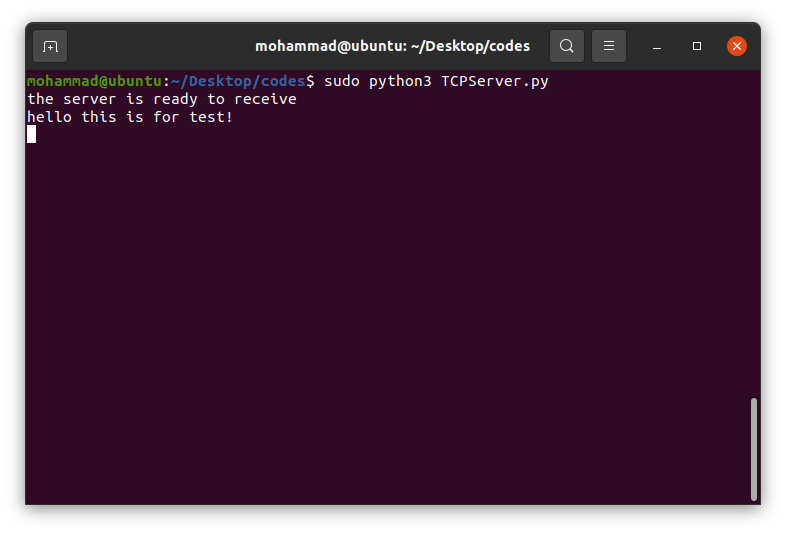 mohammad@ubuntu: ~/Desktop/codes
mohammad@ubuntu:~/Desktop/codes$ sudo python3 TCPServer.py
the server is ready to receive
hello this is for test!